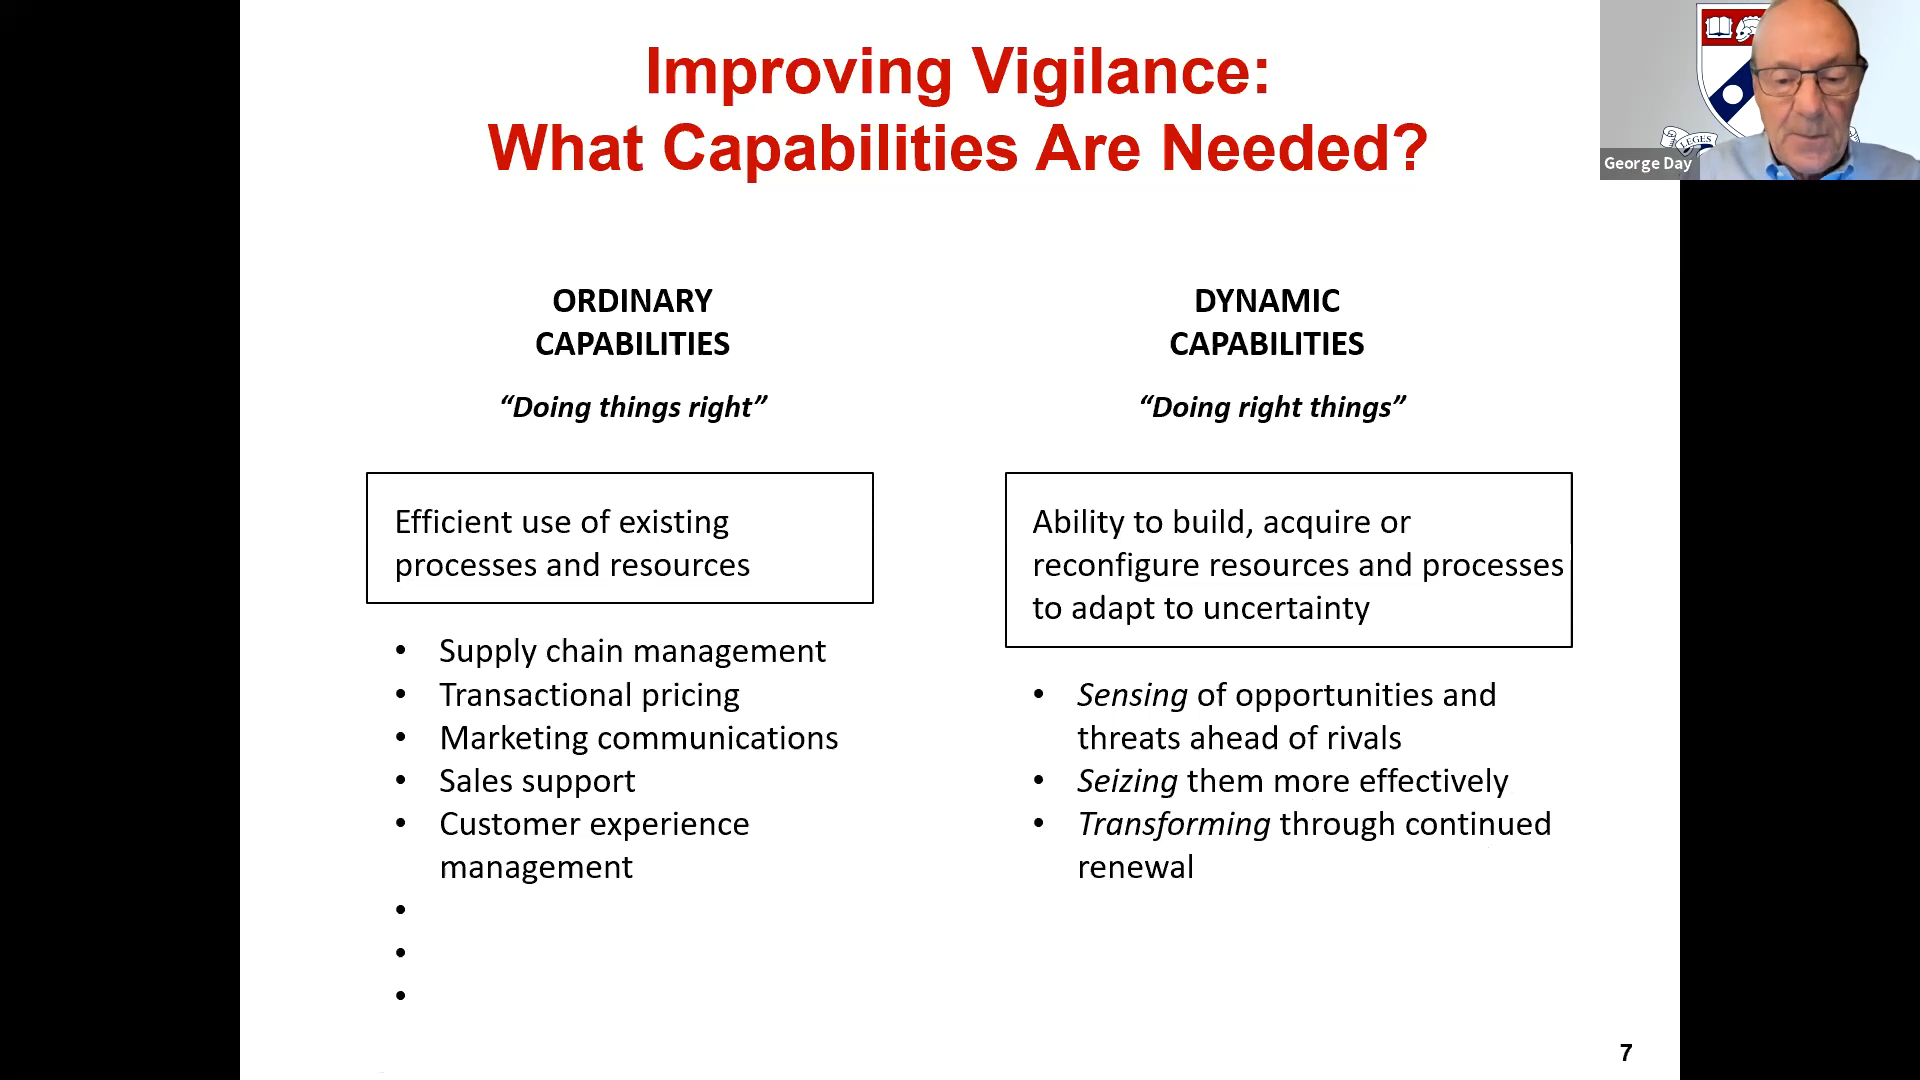 Improving Vigilance:
What Capabilities Are Needed?
LEGES
George Day
ORDINARY
CAPABILITIES
“Doing things right”
Efficient use of existing
processes and resources
• Supply chain management
• Transactional pricing
• Marketing communications
• Sales support
• Customer experience
management
•
•
•
DYNAMIC
CAPABILITIES
“Doing right things”
Ability to build, acquire or
reconfigure resources and processes
to adapt to uncertainty
• Sensing of opportunities and
threats ahead of rivals
• Seizing them more effectively
• Transforming through continued
renewal
7